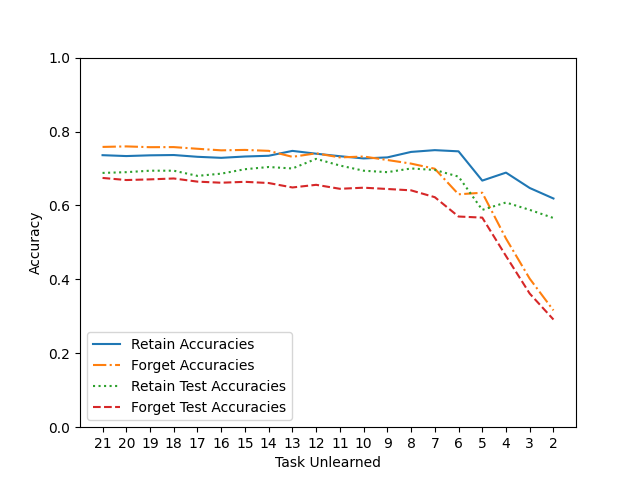 1.0
0.8
0.6
0.4
0.2
0.0
Accuracy
Retain Accuracies
Forget Accuracies
Retain Test Accuracies
Forget Test Accuracies
21 20 19 18 17 16 15 14 13 12 11 10 9 8 7 6 5 4 3 2
Task Unlearned